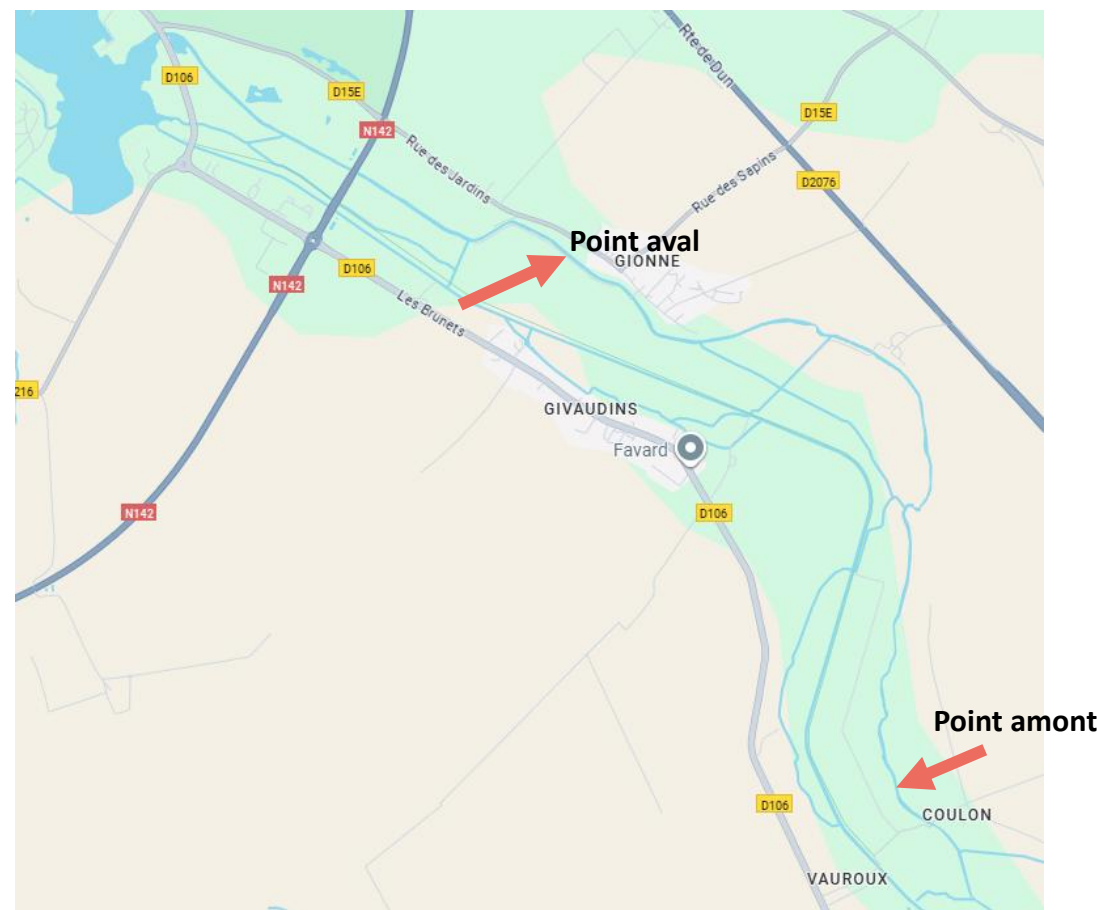 Rte de Dun
D106
D15E
D15E
N142
Rue des Jardins
Rue des Sapins
D2076
Point aval
GIONNE
D106
N142
Les Brunets
216
GIVAUDINS
Favard
N142
D106
Point amont
D106
COULON
VAUROUX